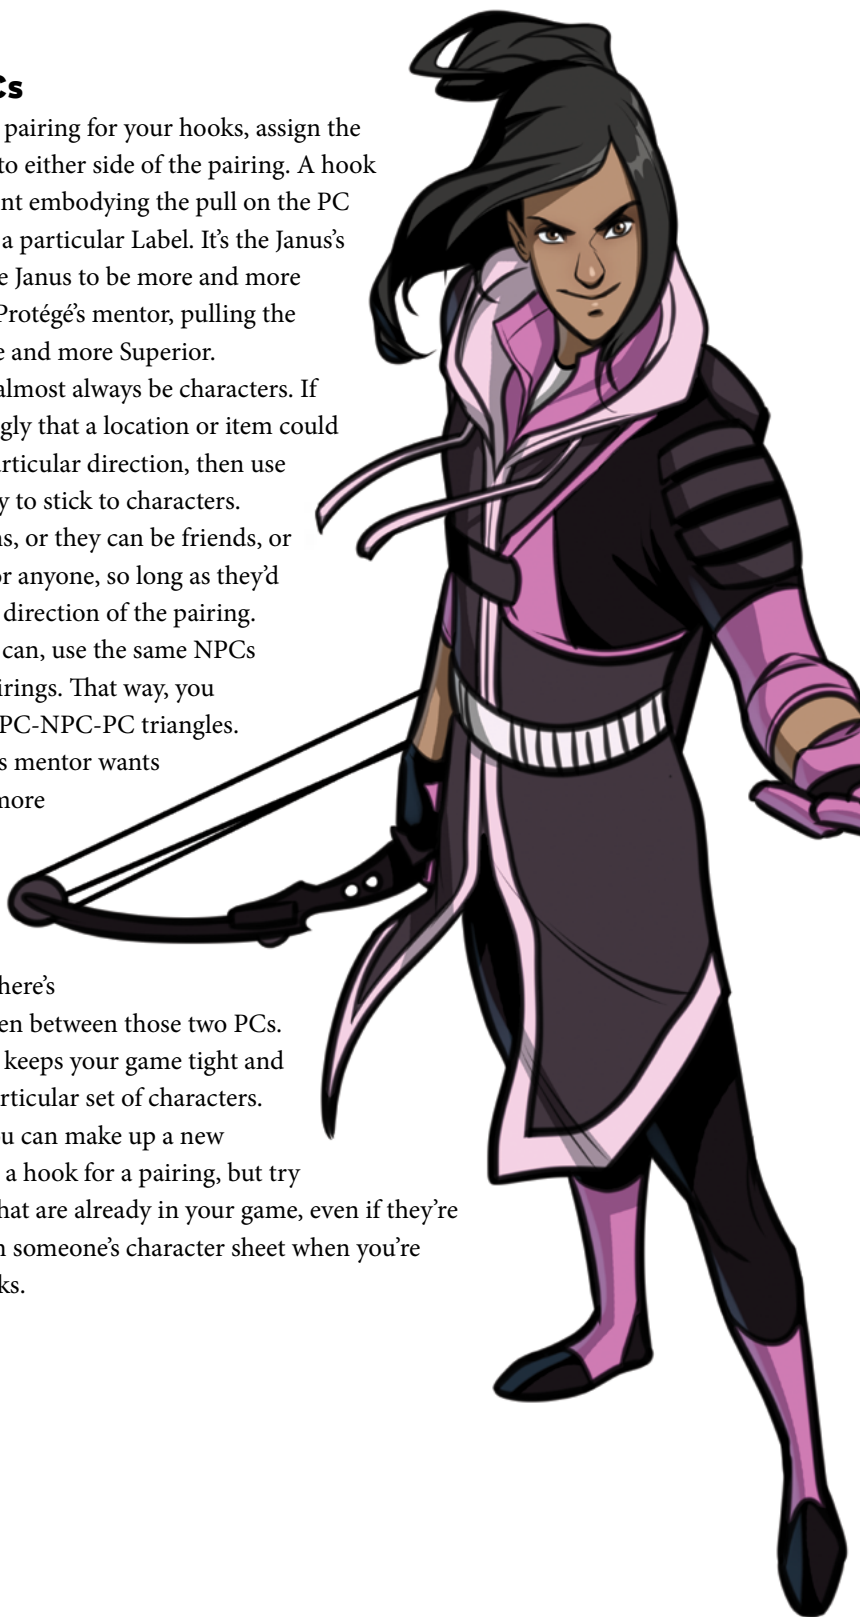 Cs
pairing for your hooks, assign the
to either side of the pairing. A hook
nt embodying the pull on the PC
a particular Label. It’s the Janus’s
e Janus to be more and more
Protégé’s mentor, pulling the
e and more Superior.
almost always be characters. If
gly that a location or item could
articular direction, then use
y to stick to characters.
ns, or they can be friends, or
or anyone, so long as they’d
direction of the pairing.
can, use the same NPCs
irings. That way, you
PC-NPC-PC triangles.
s mentor wants
more
here’s
en between those two PCs.
keeps your game tight and
articular set of characters.
ou can make up a new
a hook for a pairing, but try
hat are already in your game, even if they’re
n someone’s character sheet when you’re
ks.